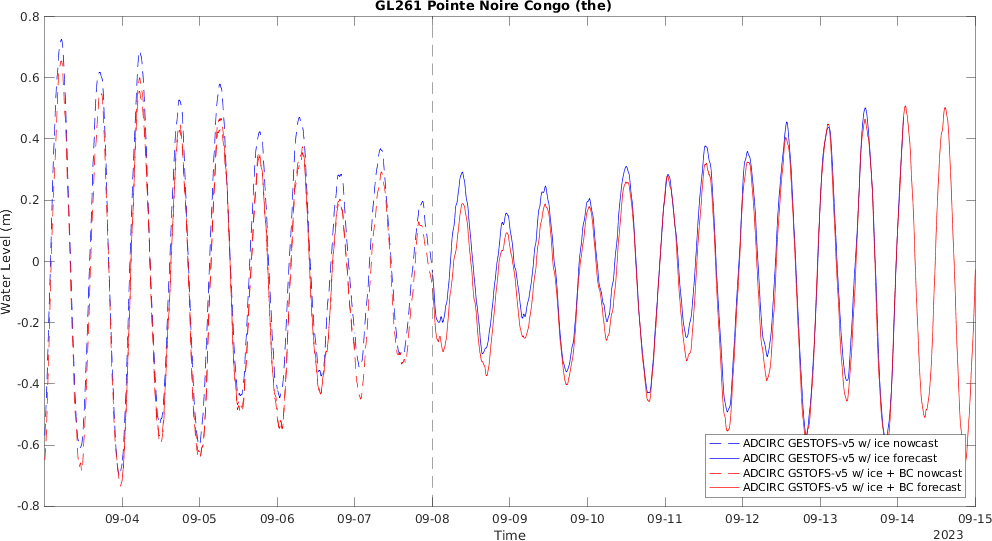 GL261 Pointe Noire Congo (the)
Water Level (m)
0.8
0.6
0.4
0.2
0
-0.2
-0.4
-0.6
-0.8
ADCIRC GESTOFS-v5 w/ ice nowcast
ADCIRC GESTOFS-v5 w/ ice forecast
ADCIRC GSTOFS-v5 w/ ice + BC nowcast
ADCIRC GSTOFS-v5 w/ ice + BC forecast
09-04 09-05 09-06 09-07 09-08 09-09 09-10 09-11 09-12 09-13 09-14 09-15
Time
2023